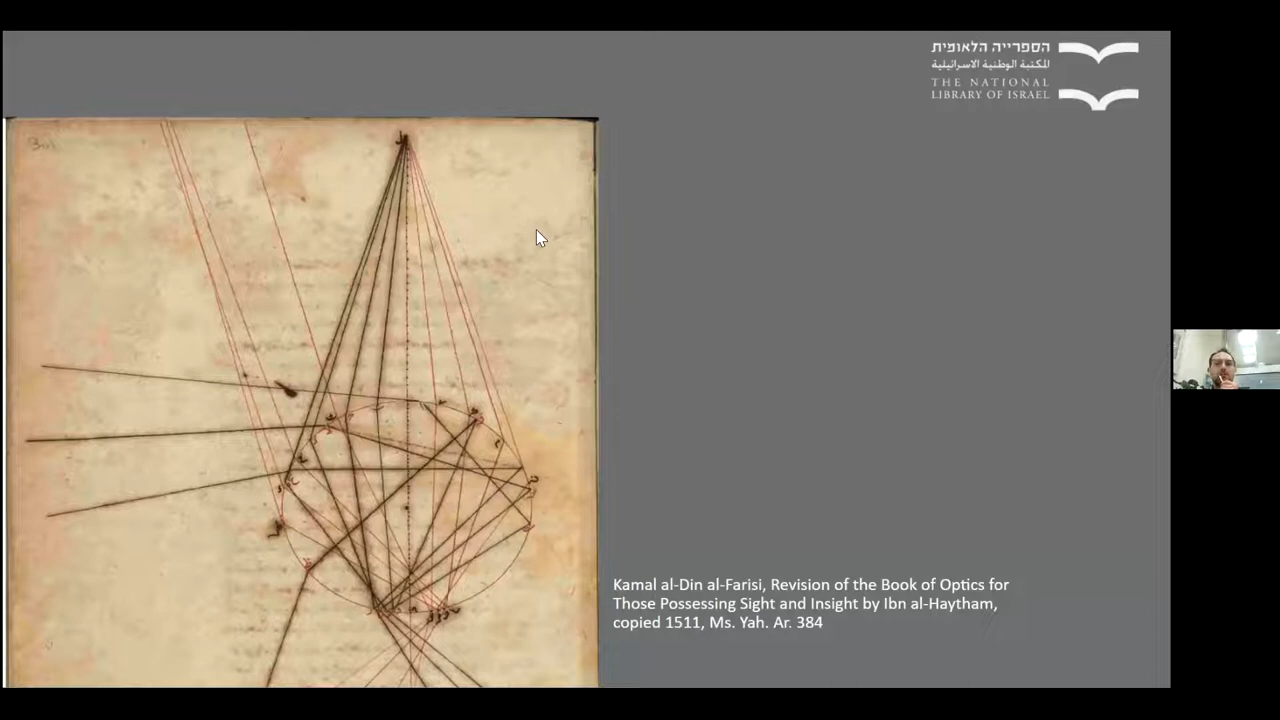 הספרייה הלאומית
المكتبة الوطنية الاسرائيلية
THE NATIONAL
LIBRARY OF ISRAEL
Kamal al-Din al-Farisi, Revision of the Book of Optics for
Those Possessing Sight and Insight by Ibn al-Haytham,
copied 1511, Ms. Yah. Ar. 384